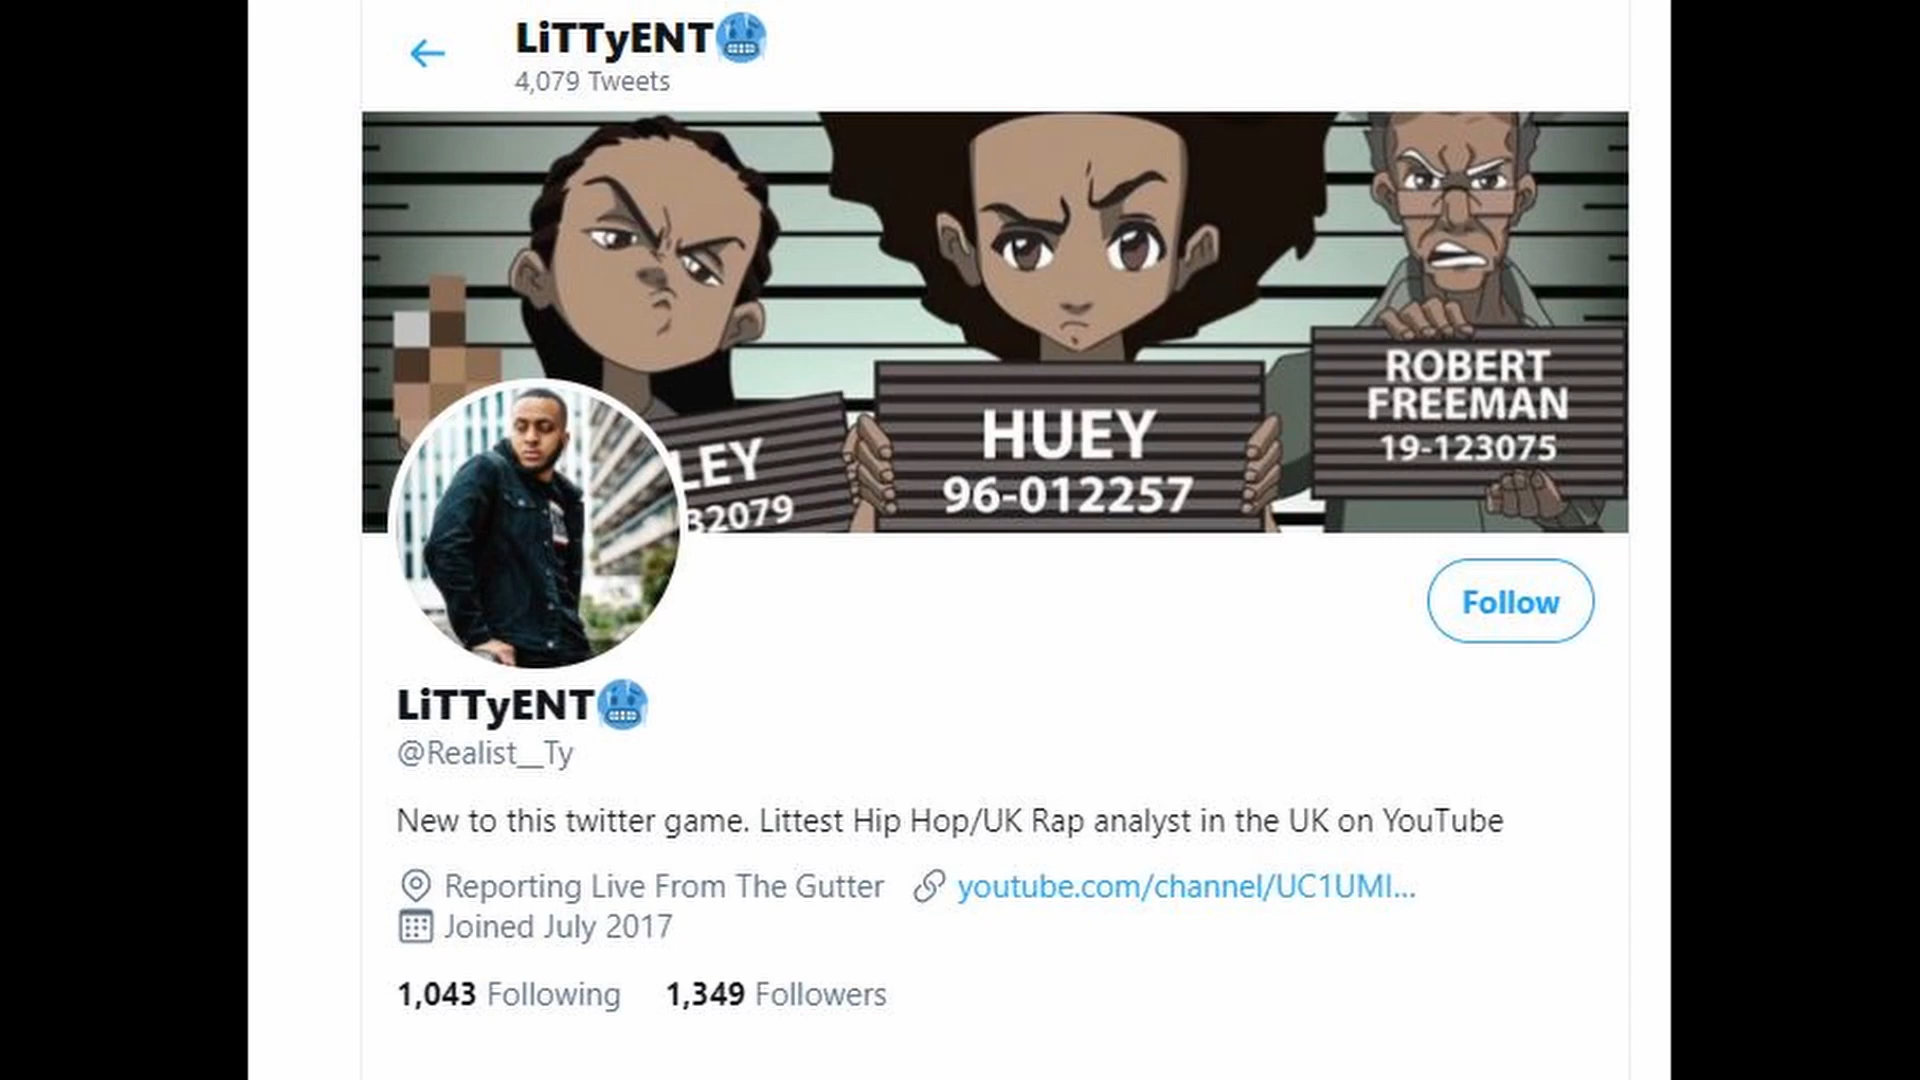 LiTTyENT🥶
4,079 Tweets
LEY
32079
HUEY
96-012257
ROBERT
FREEMAN
19-123075
Follow
LiTTyENT🥶
@Realist__Ty
New to this twitter game. Littest Hip Hop/UK Rap analyst in the UK on YouTube
Reporting Live From The Gutter youtube.com/channel/UC1UMI...
Joined July 2017
1,043 Following 1,349 Followers